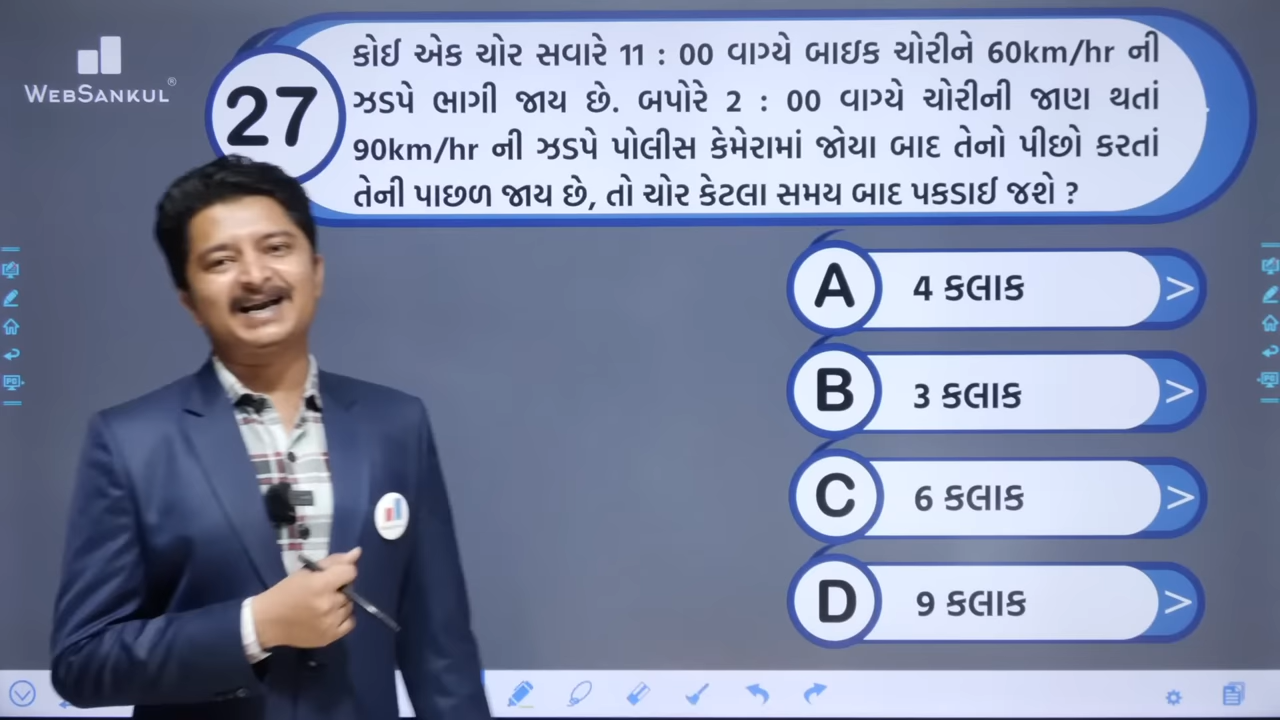 WEBSANKUL®
27
કોઈ એક ચોર સવારે 11 : 00 વાગ્યે બાઇક ચોરીને 60km/hr ની
ઝડપે ભાગી જાય છે. બપોરે 2 : 00 વાગ્યે ચોરીની જાણ થતાં
90km/hr ની ઝડપે પોલીસ કેમેરામાં જોયા બાદ તેનો પીછો કરતાં
તેની પાછળ જાય છે, તો ચોર કેટલા સમય બાદ પકડાઈ જશે ?
A 4 કલાક >
B 3 કલાક >
C 6 કલાક >
D 9 કલાક >